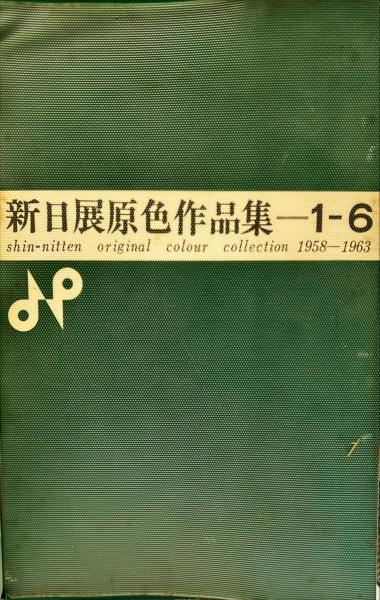 新日展原色作品集—1-6
shin-nitten original colour collection 1958—1963